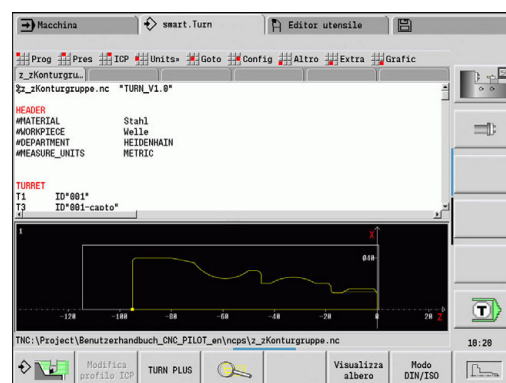 Macchina
smart.Turn
Editor utensile
Prog Pres ICP Units» Goto Config Altro Extra Grafic
z_zKonturgru…
%z_zKonturgruppe.nc "TURN_V1.0"
HEADER
#MATERIAL Stahl
#WORKPIECE Welle
#DEPARTMENT HEIDENHAIN
#MEASURE_UNITS METRIC
TURRET
T1 ID"001"
T3 ID"001-capto"
1
X
Ø40
-120 -80 -60 -40 -20 0 20 Z
TNC:\Project\Benutzerhandbuch_CNC_PILOT_en\ncps\z_zKonturgruppe.nc
T
10:20
Modifica
profilo ICP
TURN PLUS
Visualizza
albero
Modo
DIN/ISO